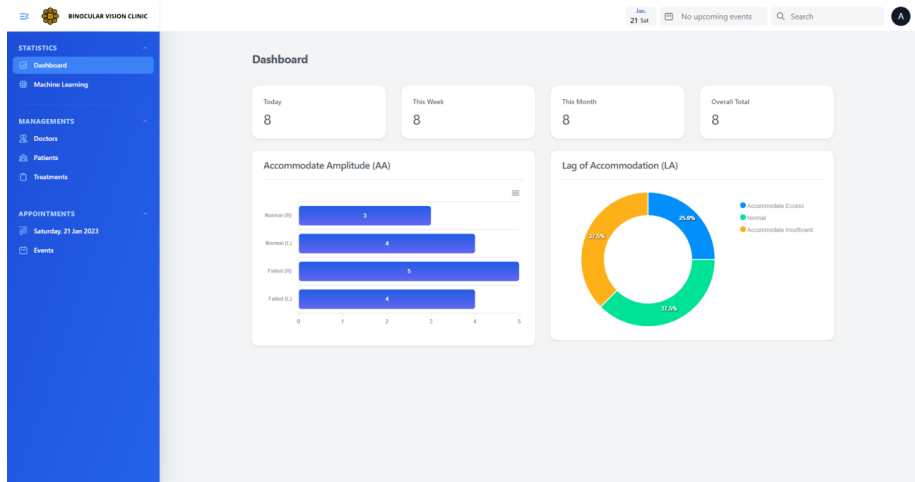 BINOCULAR VISION CLINIC
Jan.
21 Sat
No upcoming events
Search
A
STATISTICS
Dashboard
Machine Learning
MANAGEMENTS
Doctors
Patients
Treatments
APPOINTMENTS
Saturday, 21 Jan 2023
Events
Dashboard
Today
8
This Week
8
This Month
8
Overall Total
8
Accommodate Amplitude (AA)
Normal (R)
3
Normal (L)
4
Failed (R)
5
Failed (L)
4
0 1 2 3 4 5
Lag of Accommodation (LA)
25.0%
37.5%
37.5%
Accommodate Excess
Normal
Accommodate Insufficient